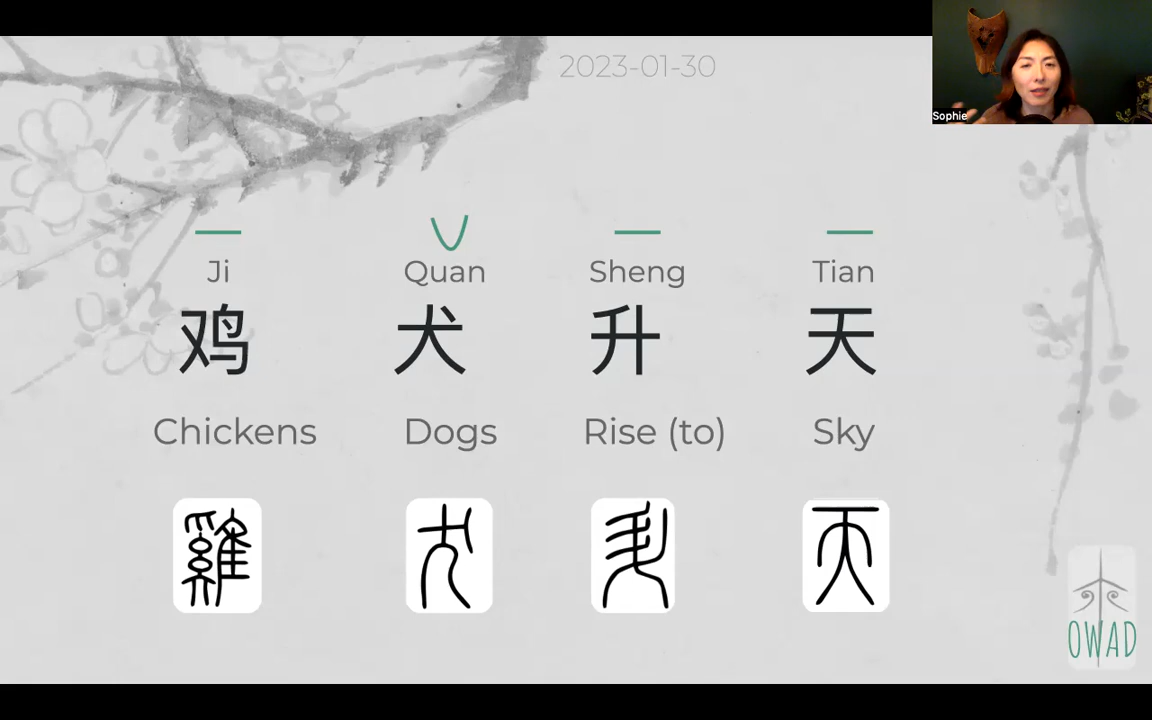 2023-01-30
Sophie
Ji Quan Sheng Tian
鸡 犬 升 天
Chickens Dogs Rise (to) Sky
雞 犬 升 天
OWAD